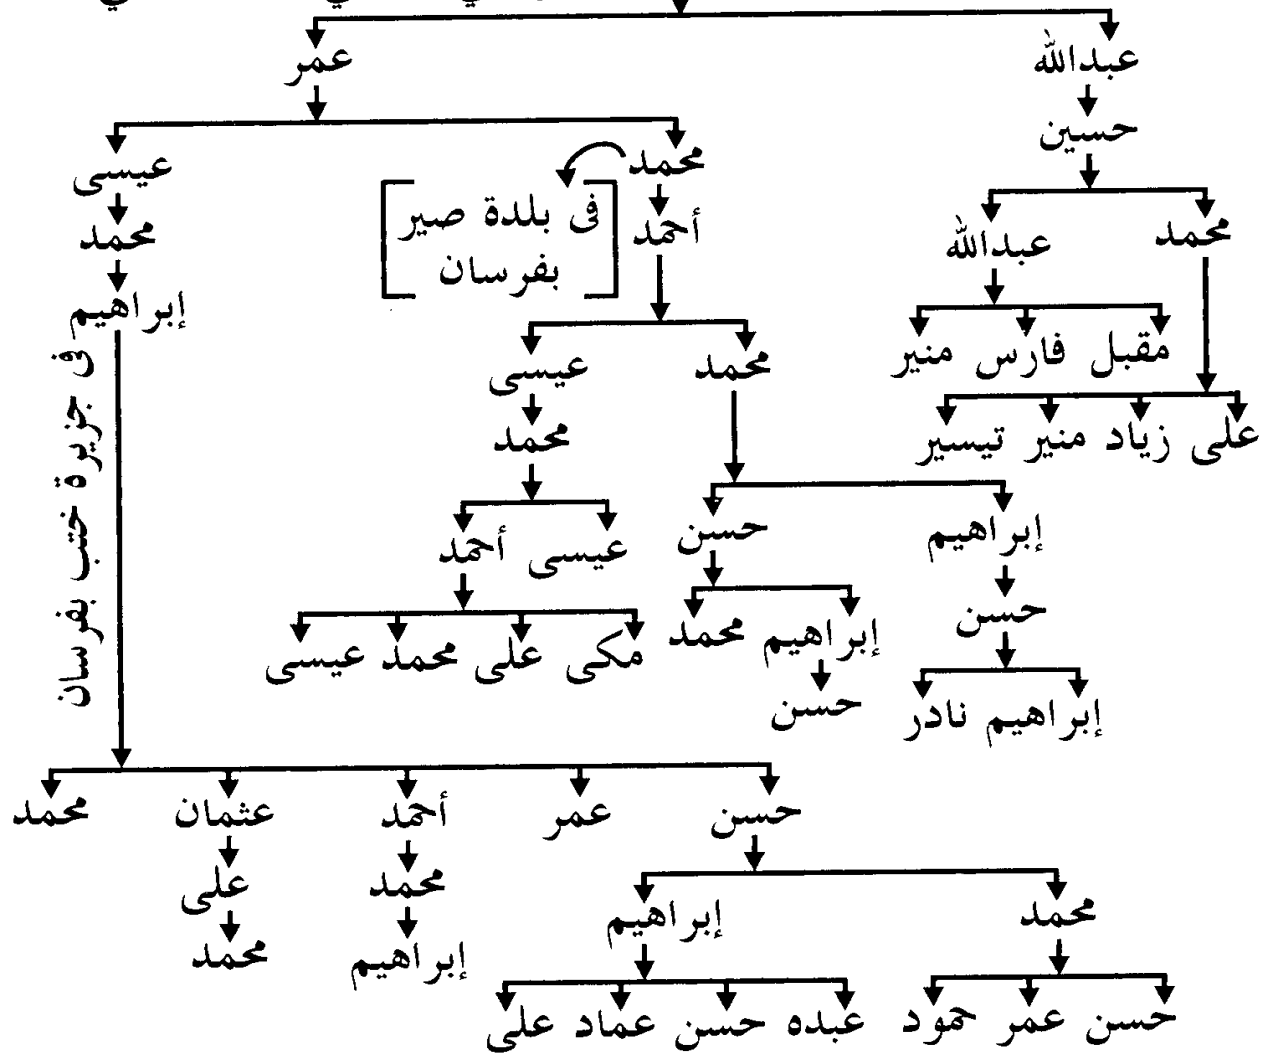 عبدالله عمر
حسين
محمد عيسى
فى بلدة صير
بفرسان
محمد عبدالله أحمد محمد
إبراهيم
مقبل فارس منير
محمد عيسى
على زياد منير تيسير
محمد
إبراهيم حسن
عيسى أحمد
حسن
إبراهيم محمد
مكى على محمد عيسى
إبراهيم نادر
حسن
فى جزيرة ختب بفرسان
حسن عمر أحمد عثمان محمد
محمد على
محمد إبراهيم
إبراهيم محمد
حسن عمر حمود
عبده حسن عماد على